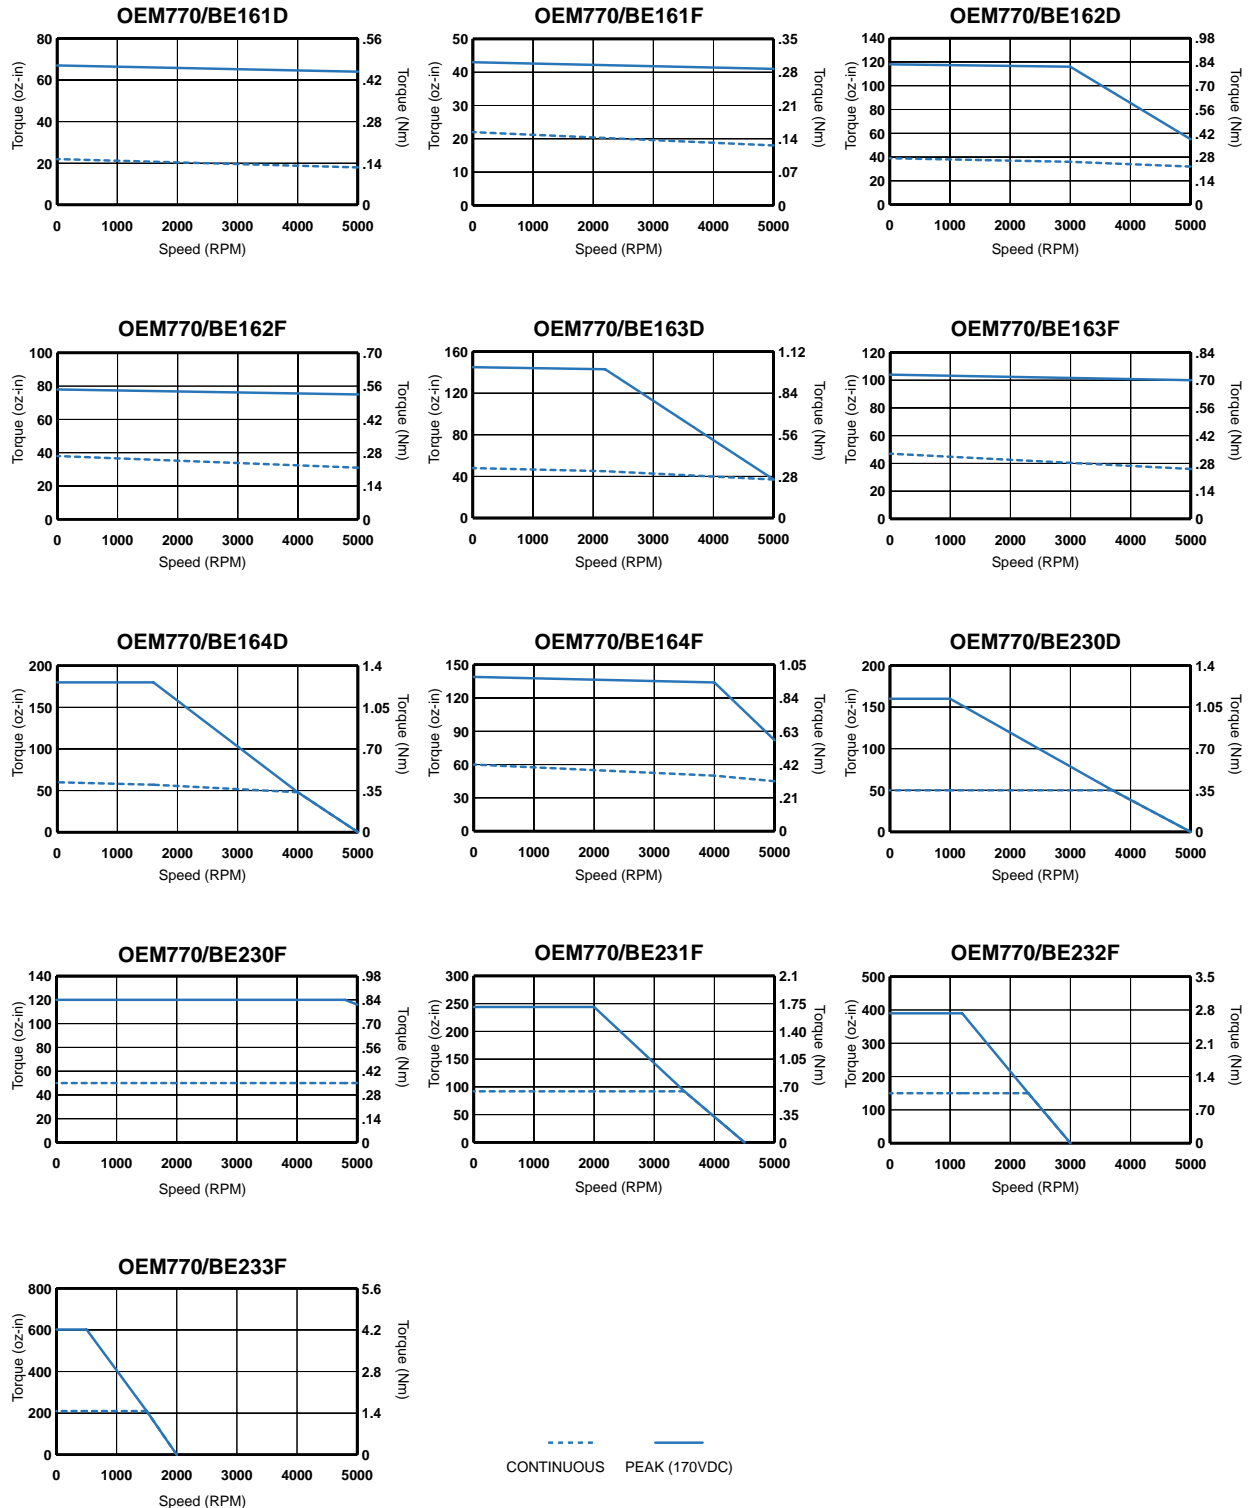 OEM770/BE161D
OEM770/BE161F
OEM770/BE162D
80 .56
60 .42
40 .28
20 .14
0 0
Torque (oz-in)
Torque (Nm)
0 1000 2000 3000 4000 5000
Speed (RPM)
50 .35
40 .28
30 .21
20 .14
10 .07
0 0
Torque (oz-in)
Torque (Nm)
0 1000 2000 3000 4000 5000
Speed (RPM)
140 .98
120 .84
100 .70
80 .56
60 .42
40 .28
20 .14
0 0
Torque (oz-in)
Torque (Nm)
0 1000 2000 3000 4000 5000
Speed (RPM)
OEM770/BE162F
OEM770/BE163D
OEM770/BE163F
100 .70
80 .56
60 .42
40 .28
20 .14
0 0
Torque (oz-in)
Torque (Nm)
0 1000 2000 3000 4000 5000
Speed (RPM)
160 1.12
140 .84
80 .56
40 .28
0 0
Torque (oz-in)
Torque (Nm)
0 1000 2000 3000 4000 5000
Speed (RPM)
120 .84
100 .70
80 .56
60 .42
40 .28
20 .14
0 0
Torque (oz-in)
Torque (Nm)
0 1000 2000 3000 4000 5000
Speed (RPM)
OEM770/BE164D
OEM770/BE164F
OEM770/BE230D
200 1.4
150 1.05
100 .70
50 .35
0 0
Torque (oz-in)
Torque (Nm)
0 1000 2000 3000 4000 5000
Speed (RPM)
150 1.05
140 .84
90 .63
60 .42
30 .21
0 0
Torque (oz-in)
Torque (Nm)
0 1000 2000 3000 4000 5000
Speed (RPM)
200 1.4
150 1.05
100 .70
50 .35
0 0
Torque (oz-in)
Torque (Nm)
0 1000 2000 3000 4000 5000
Speed (RPM)
OEM770/BE230F
OEM770/BE231F
OEM770/BE232F
140 .98
120 .84
100 .70
80 .56
60 .42
40 .28
20 .14
0 0
Torque (oz-in)
Torque (Nm)
0 1000 2000 3000 4000 5000
Speed (RPM)
300 2.1
250 1.75
200 1.40
150 1.05
100 .70
50 .35
0 0
Torque (oz-in)
Torque (Nm)
0 1000 2000 3000 4000 5000
Speed (RPM)
500 3.5
400 2.8
300 2.1
200 1.4
100 .70
0 0
Torque (oz-in)
Torque (Nm)
0 1000 2000 3000 4000 5000
Speed (RPM)
OEM770/BE233F
800 5.6
600 4.2
400 2.8
200 1.4
0 0
Torque (oz-in)
Torque (Nm)
0 1000 2000 3000 4000 5000
Speed (RPM)
CONTINUOUS PEAK (170VDC)